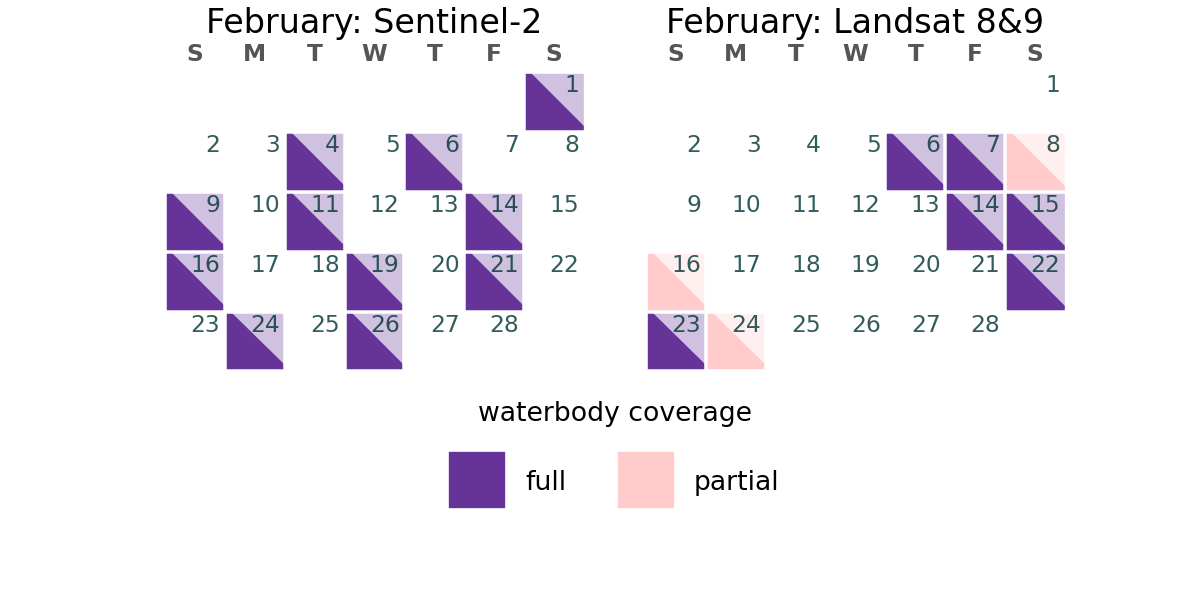 February: Sentinel-2
S M T W T F S
1
2 3 4 5 6 7 8
9 10 11 12 13 14 15
16 17 18 19 20 21 22
23 24 25 26 27 28
February: Landsat 8&9
S M T W T F S
1
2 3 4 5 6 7 8
9 10 11 12 13 14 15
16 17 18 19 20 21 22
23 24 25 26 27 28
waterbody coverage
full partial